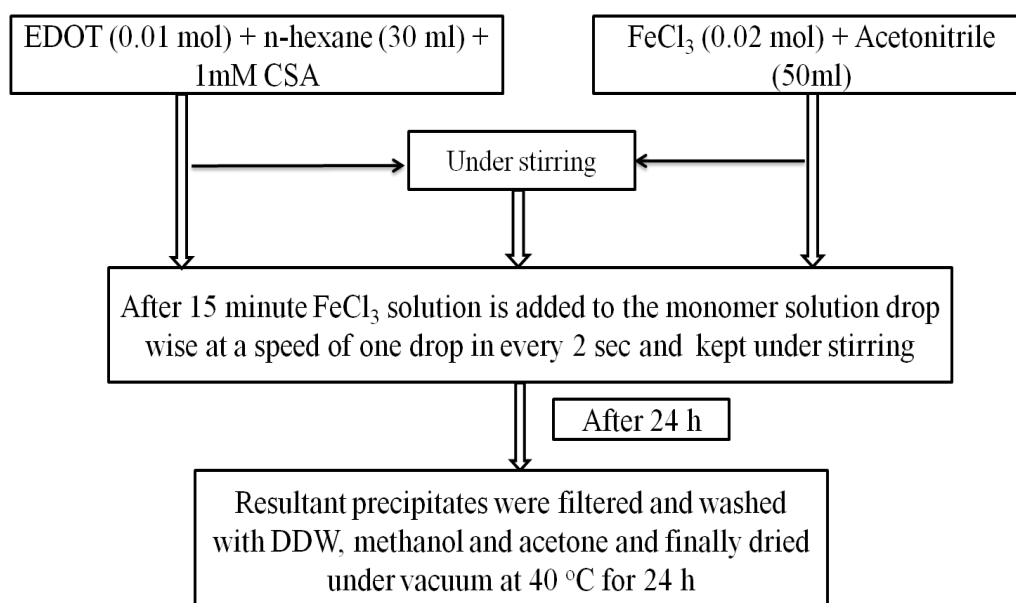 EDOT (0.01 mol) + n-hexane (30 ml) +
1mM CSA
FeCl₃ (0.02 mol) + Acetonitrile
(50ml)
Under stirring
After 15 minute FeCl₃ solution is added to the monomer solution drop
wise at a speed of one drop in every 2 sec and kept under stirring
After 24 h
Resultant precipitates were filtered and washed
with DDW, methanol and acetone and finally dried
under vacuum at 40 °C for 24 h